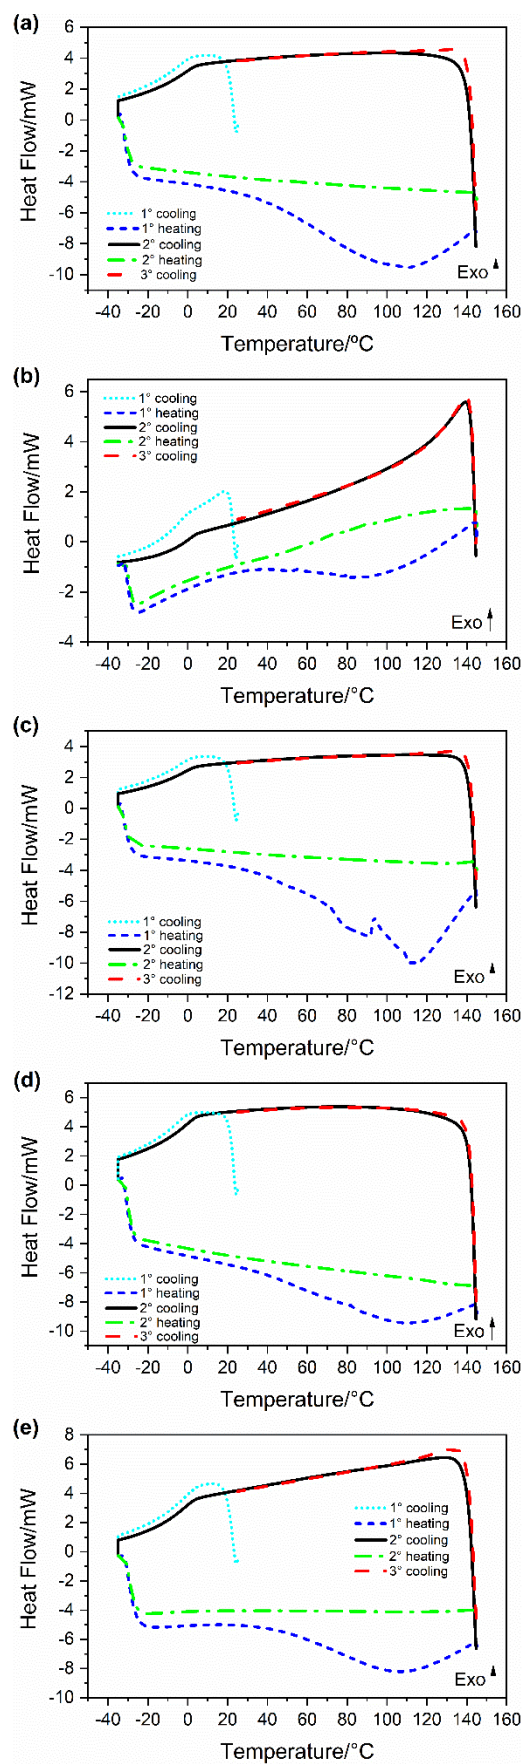 (a)
6
4
2
0
-2
-4
-6
-8
-10
Heat Flow/mW
1° cooling
1° heating
2° cooling
2° heating
3° cooling
Exo
-40 -20 0 20 40 60 80 100 120 140 160
Temperature/ºC
(b)
6
4
2
0
-2
-4
Heat Flow/mW
1° cooling
1° heating
2° cooling
2° heating
3° cooling
Exo
-40 -20 0 20 40 60 80 100 120 140 160
Temperature/°C
(c)
4
2
0
-2
-4
-6
-8
-10
-12
Heat Flow/mW
1° cooling
1° heating
2° cooling
2° heating
3° cooling
Exo
-40 -20 0 20 40 60 80 100 120 140 160
Temperature/°C
(d)
6
4
2
0
-2
-4
-6
-8
-10
Heat Flow/mW
1° cooling
1° heating
2° cooling
2° heating
3° cooling
Exo
-40 -20 0 20 40 60 80 100 120 140 160
Temperature/°C
(e)
8
6
4
2
0
-2
-4
-6
-8
-10
Heat Flow/mW
1° cooling
1° heating
2° cooling
2° heating
3° cooling
Exo
-40 -20 0 20 40 60 80 100 120 140 160
Temperature/°C